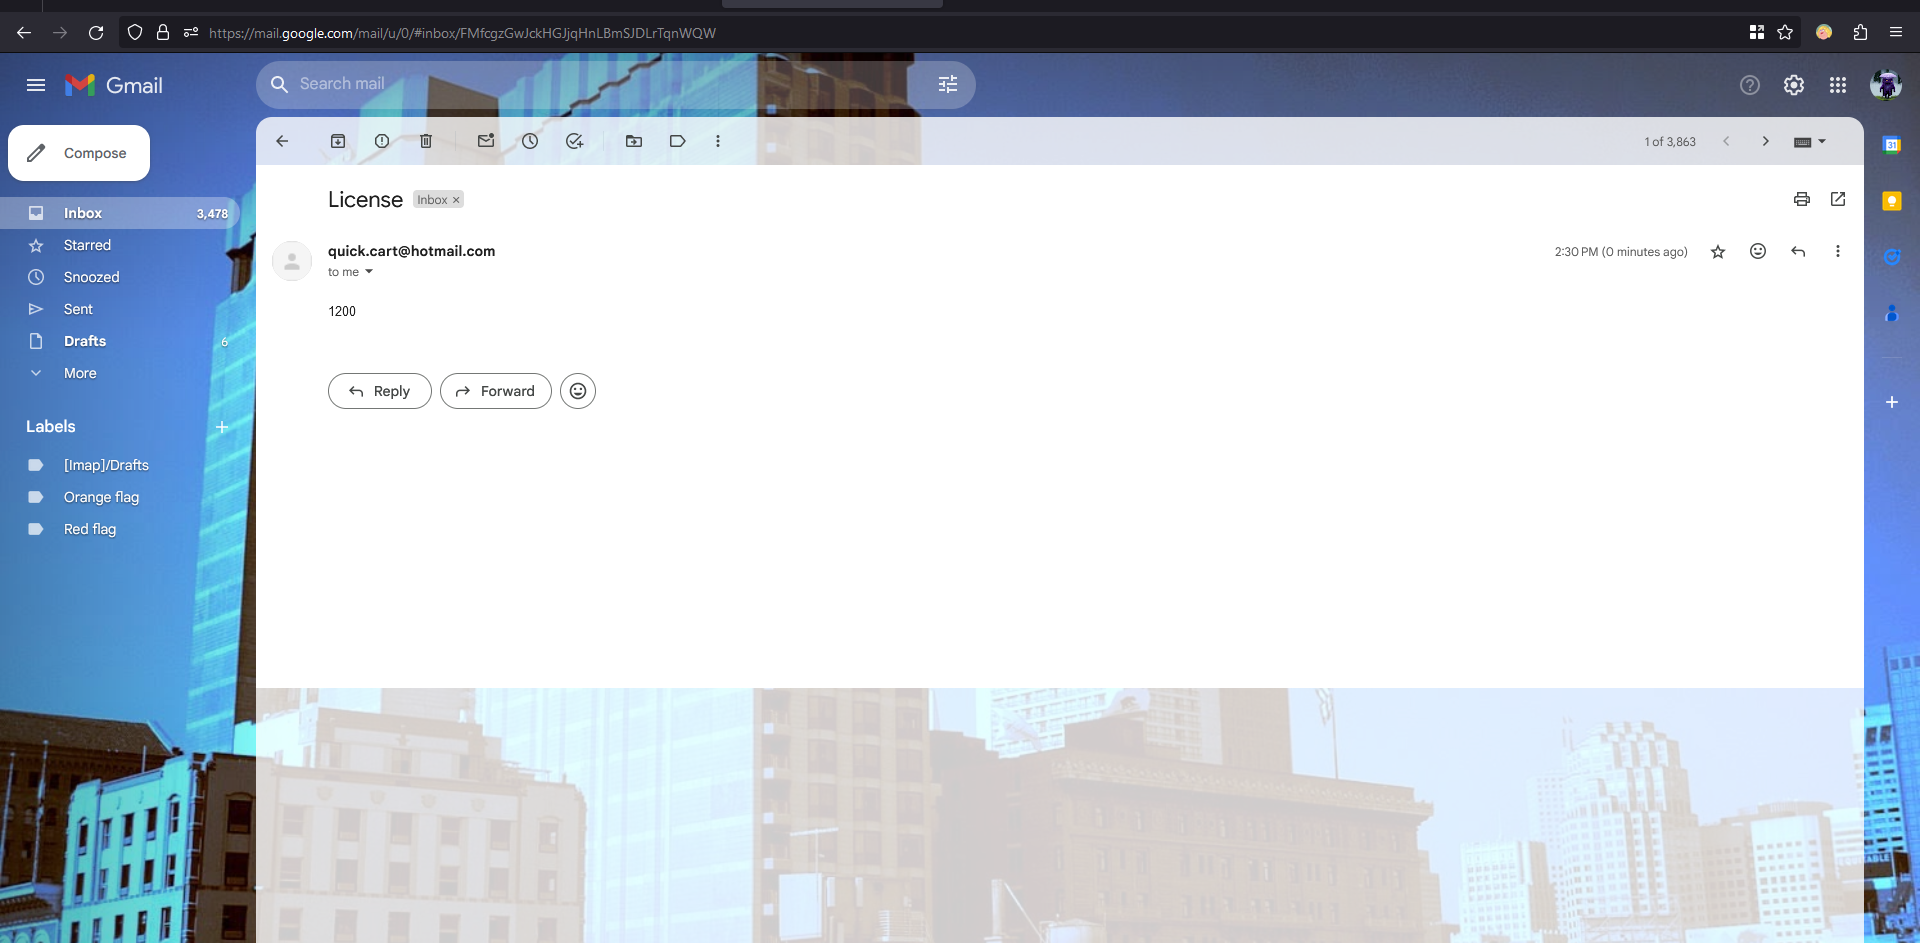 https://mail.google.com/mail/u/0/#inbox/FMfcgzGwJckHGJjqHnLBmSJDLrTqnWQW
Gmail
Search mail
Compose
1 of 3,863
Inbox 3,478
Starred
Snoozed
Sent
Drafts 6
More
Labels
[Imap]/Drafts
Orange flag
Red flag
License Inbox ×
quick.cart@hotmail.com
2:30 PM (0 minutes ago)
to me
1200
Reply
Forward
31